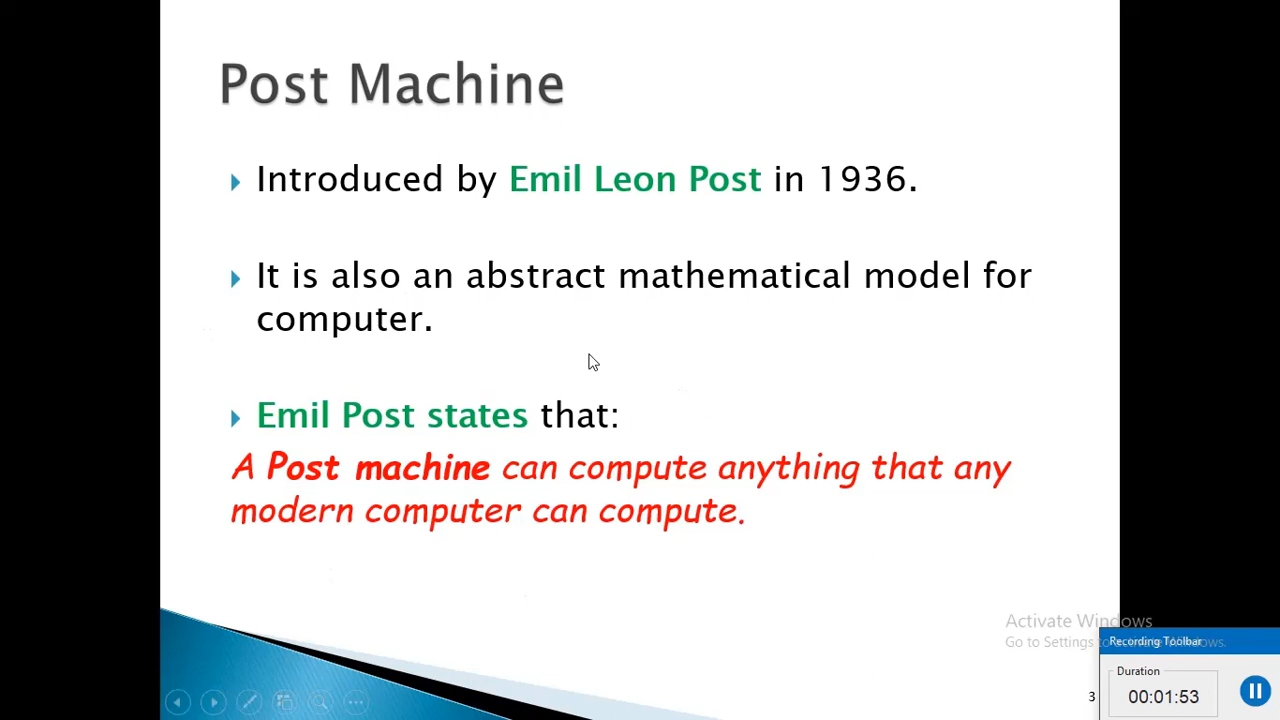 Post Machine
Introduced by Emil Leon Post in 1936.
It is also an abstract mathematical model for
computer.
Emil Post states that:
A Post machine can compute anything that any
modern computer can compute.
Activate Windows
Go to Settings to activate Windows.
Recording Toolbar
Duration
00:01:53
3